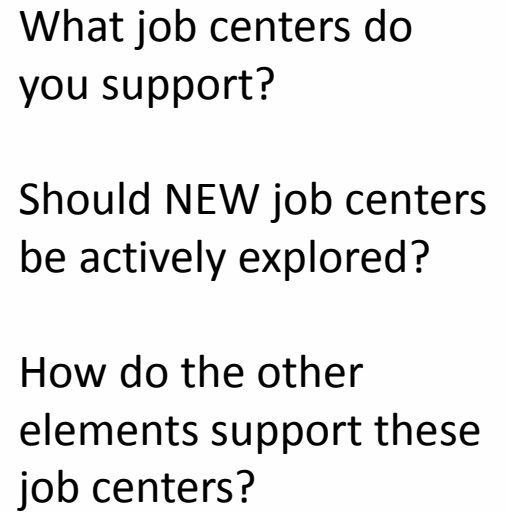 What job centers do
you support?
Should NEW job centers
be actively explored?
How do the other
elements support these
job centers?